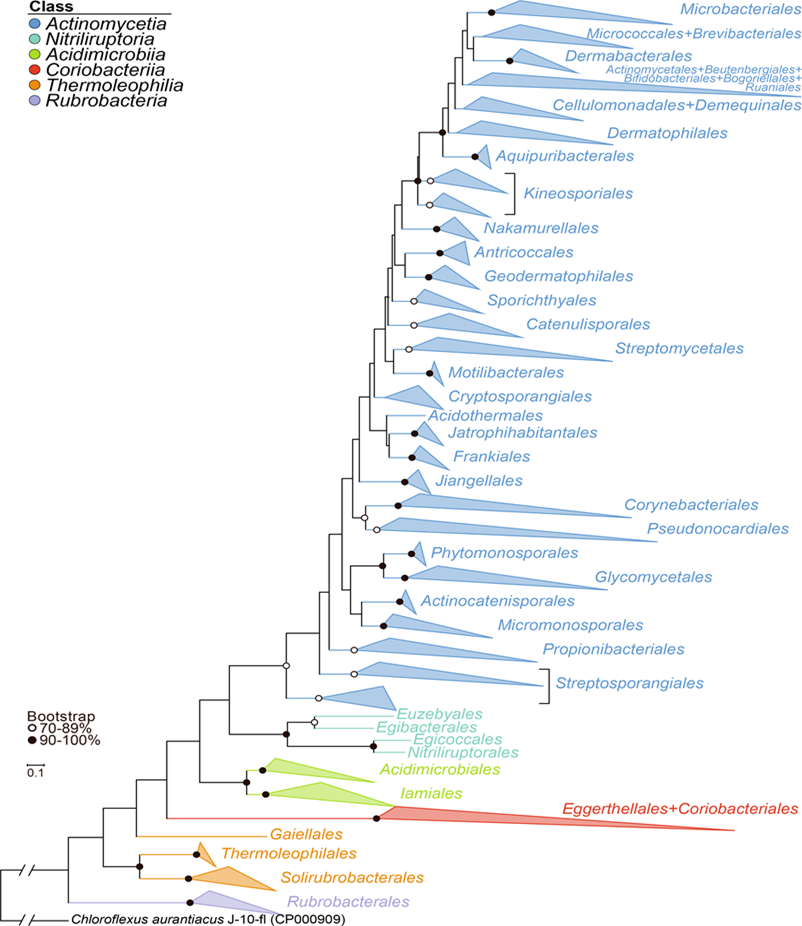 Class
Actinomycetia
Nitriliruptoria
Acidimicrobiia
Coriobacteriia
Thermoleophilia
Rubrobacteria
Microbacteriales
Micrococcales+Brevibacteriales
Dermabacterales
Actinomycetales+Beutenbergiales+
Bifidobacteriales+Bogoriellales+
Ruaniales
Cellulomonadales+Demequinales
Dermatophilales
Aquipuribacterales
Kineosporiales
Nakamurellales
Antricoccales
Geodermatophilales
Sporichthyales
Catenulisporales
Streptomycetales
Motilibacterales
Cryptosporangiales
Acidothermales
Jatrophihabitantales
Frankiales
Jiangellales
Corynebacteriales
Pseudonocardiales
Phytomonosporales
Glycomycetales
Actinocatenisporales
Micromonosporales
Propionibacteriales
Streptosporangiales
Euzebyales
Egibacterales
Egicoccales
Nitriliruptorales
Bootstrap
70-89%
90-100%
0.1
Acidimicrobiales
Iamiales
Eggerthellales+Coriobacteriales
Gaiellales
Thermoleophilales
Solirubrobacterales
Rubrobacterales
Chloroflexus aurantiacus J-10-fl (CP000909)